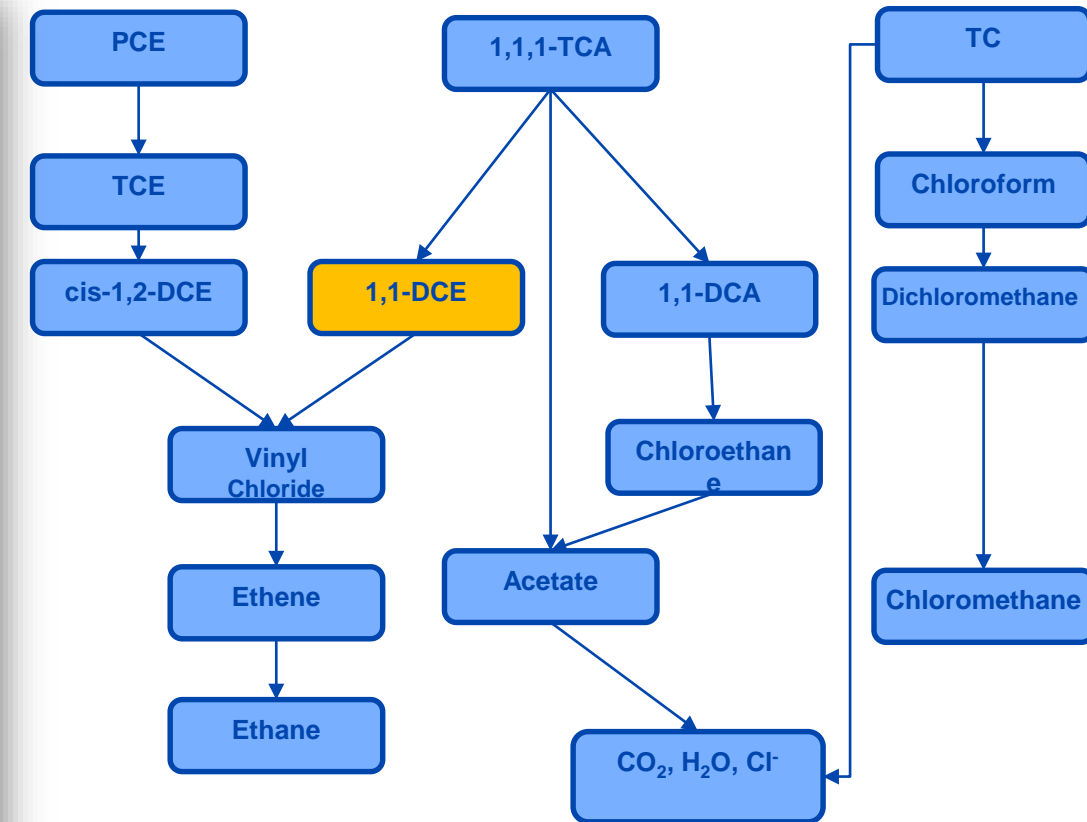 PCE
1,1,1-TCA
TC
TCE
Chloroform
cis-1,2-DCE
1,1-DCE
1,1-DCA
Dichloromethane
Vinyl
Chloride
Chloroethan
e
Ethene
Acetate
Chloromethane
Ethane
CO₂, H₂O, Cl⁻